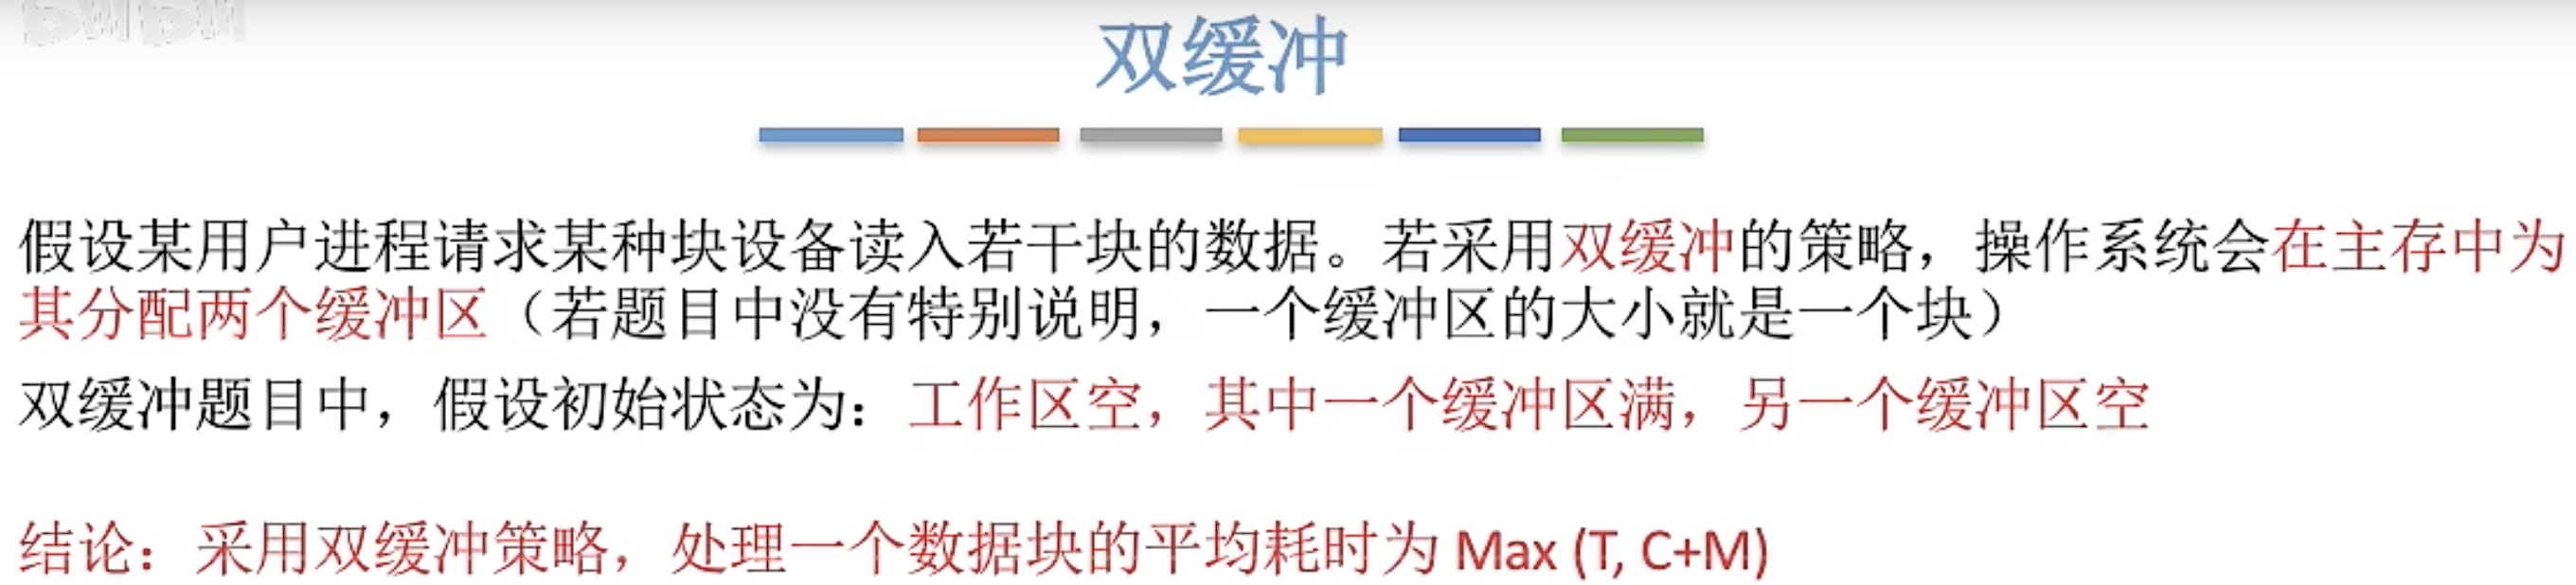 双缓冲
假设某用户进程请求某种块设备读入若干块的数据。若采用双缓冲的策略，操作系统会在主存中为
其分配两个缓冲区（若题目中没有特别说明，一个缓冲区的大小就是一个块）
双缓冲题目中，假设初始状态为：工作区空，其中一个缓冲区满，另一个缓冲区空
结论：采用双缓冲策略，处理一个数据块的平均耗时为 Max (T, C+M)